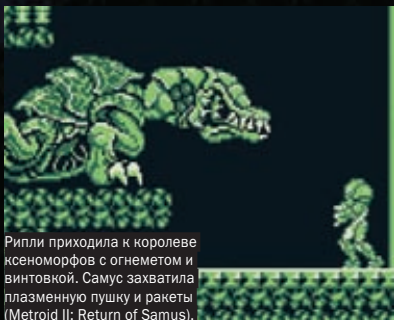 Рипли приходила к королеве
ксеноморфов с огнеметом и
винтовкой. Самус захватила
плазменную пушку и ракеты
(Metroid II: Return of Samus).